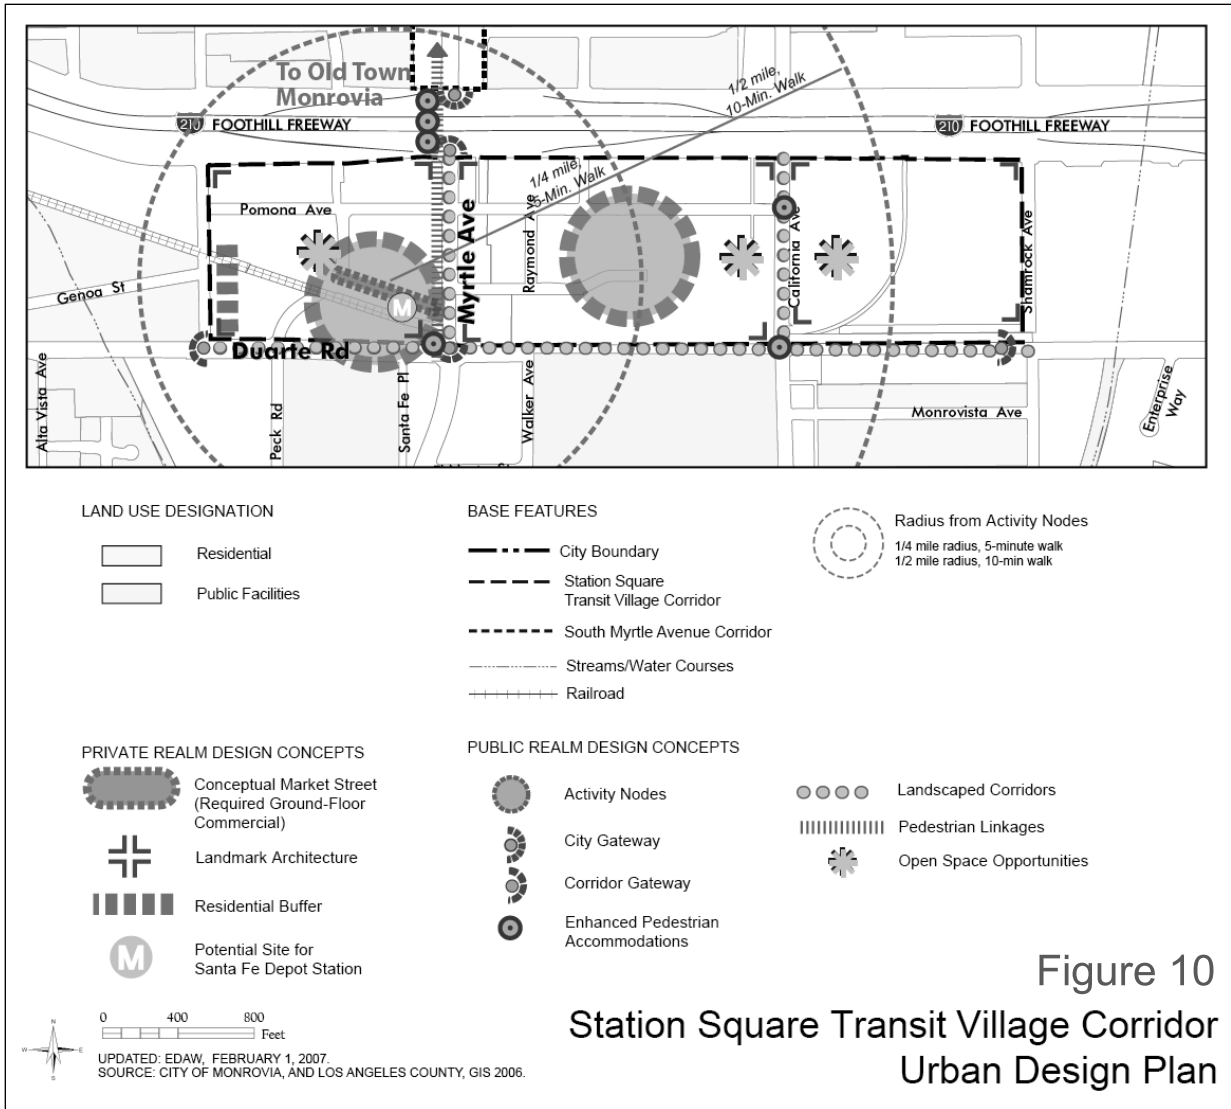 To Old Town
Monrovia
1/2 mile,
10-Min. Walk
210 FOOTHILL FREEWAY
210 FOOTHILL FREEWAY
1/4 mile,
5-Min. Walk
Pomona Ave
Myrtle Ave
Raymond Ave
California Ave
Shamrock Ave
Genoa St
M
Duarte Rd
Alta Vista Ave
Peck Rd
Santa Fe Pl
Walker Ave
Monrovista Ave
Enterprise
Way
LAND USE DESIGNATION
Residential
Public Facilities
BASE FEATURES
City Boundary
Station Square
Transit Village Corridor
South Myrtle Avenue Corridor
Streams/Water Courses
Railroad
Radius from Activity Nodes
1/4 mile radius, 5-minute walk
1/2 mile radius, 10-min walk
PRIVATE REALM DESIGN CONCEPTS
Conceptual Market Street
(Required Ground-Floor
Commercial)
Landmark Architecture
Residential Buffer
M
Potential Site for
Santa Fe Depot Station
PUBLIC REALM DESIGN CONCEPTS
Activity Nodes
City Gateway
Corridor Gateway
Enhanced Pedestrian
Accommodations
Landscaped Corridors
Pedestrian Linkages
Open Space Opportunities
N
W E
S
0 400 800
Feet
UPDATED: EDAW, FEBRUARY 1, 2007.
SOURCE: CITY OF MONROVIA, AND LOS ANGELES COUNTY, GIS 2006.
Figure 10
Station Square Transit Village Corridor
Urban Design Plan